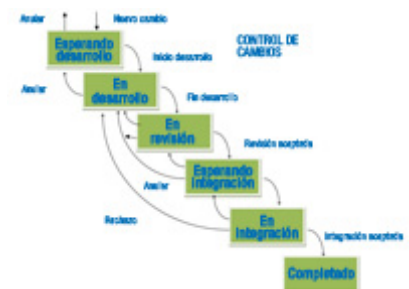 Anular
Nuevo cambio
CONTROL DE
CAMBIOS
Esperando
desarrollo
Inicio desarrollo
Anular
En
desarrollo
Fin desarrollo
En
revisión
Revisión aceptada
Esperando
integración
Anular
Rechazo
En
integración
Integración aceptada
Completado